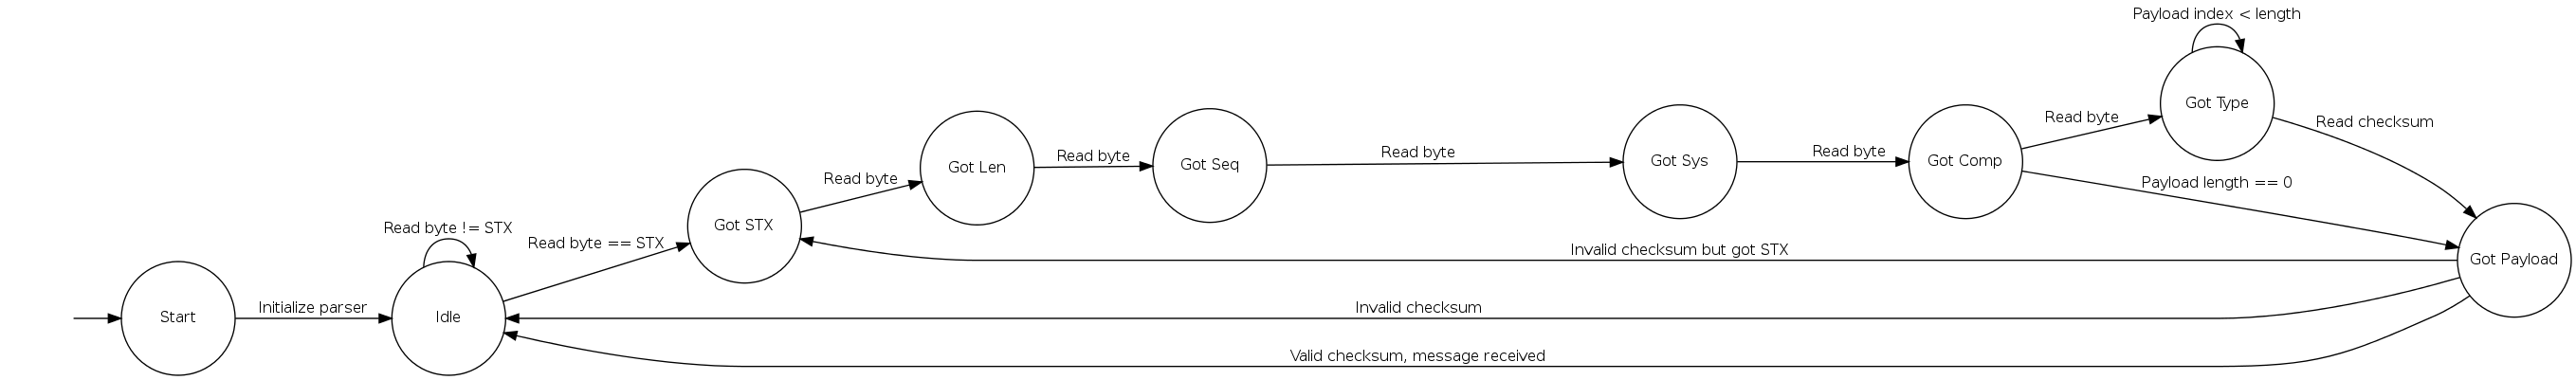 Start
Initialize parser
Read byte != STX
Idle
Read byte == STX
Got STX
Read byte
Got Len
Read byte
Got Seq
Read byte
Got Sys
Read byte
Got Comp
Read byte
Payload index < length
Got Type
Read checksum
Payload length == 0
Got Payload
Invalid checksum but got STX
Invalid checksum
Valid checksum, message received